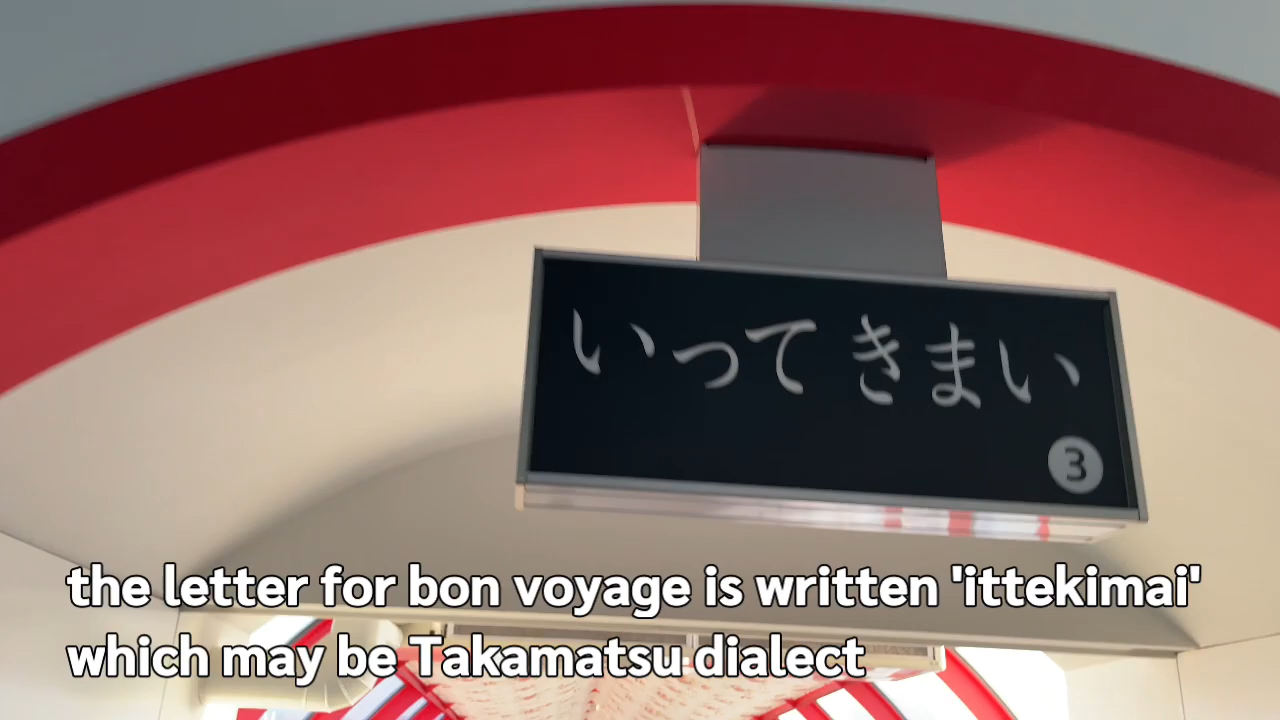 いってきまい
3
the letter for bon voyage is written 'ittekimai'
which may be Takamatsu dialect